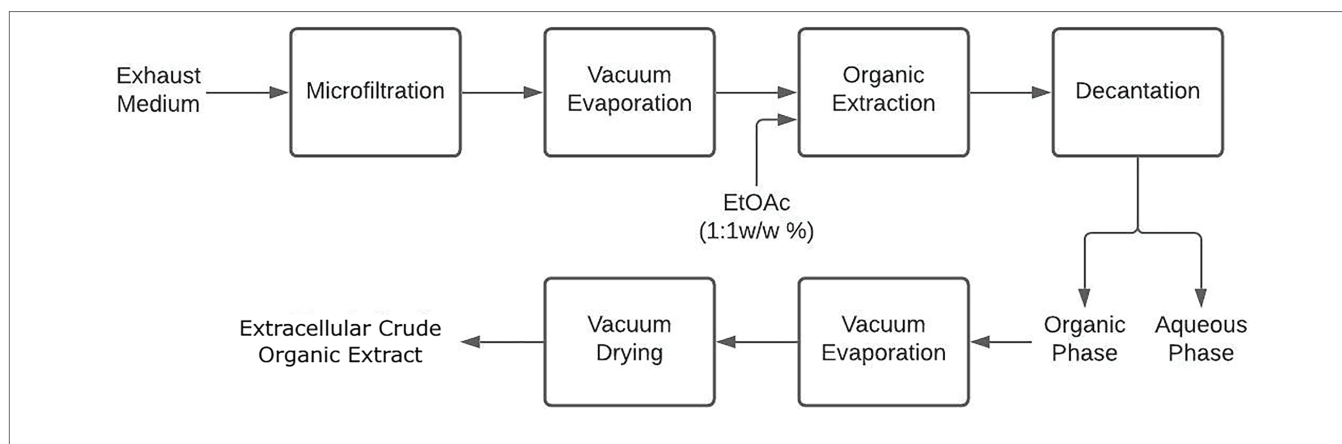 Exhaust
Medium
Microfiltration
Vacuum
Evaporation
Organic
Extraction
Decantation
EtOAc
(1:1w/w %)
Extracellular Crude
Organic Extract
Vacuum
Drying
Vacuum
Evaporation
Organic
Phase
Aqueous
Phase